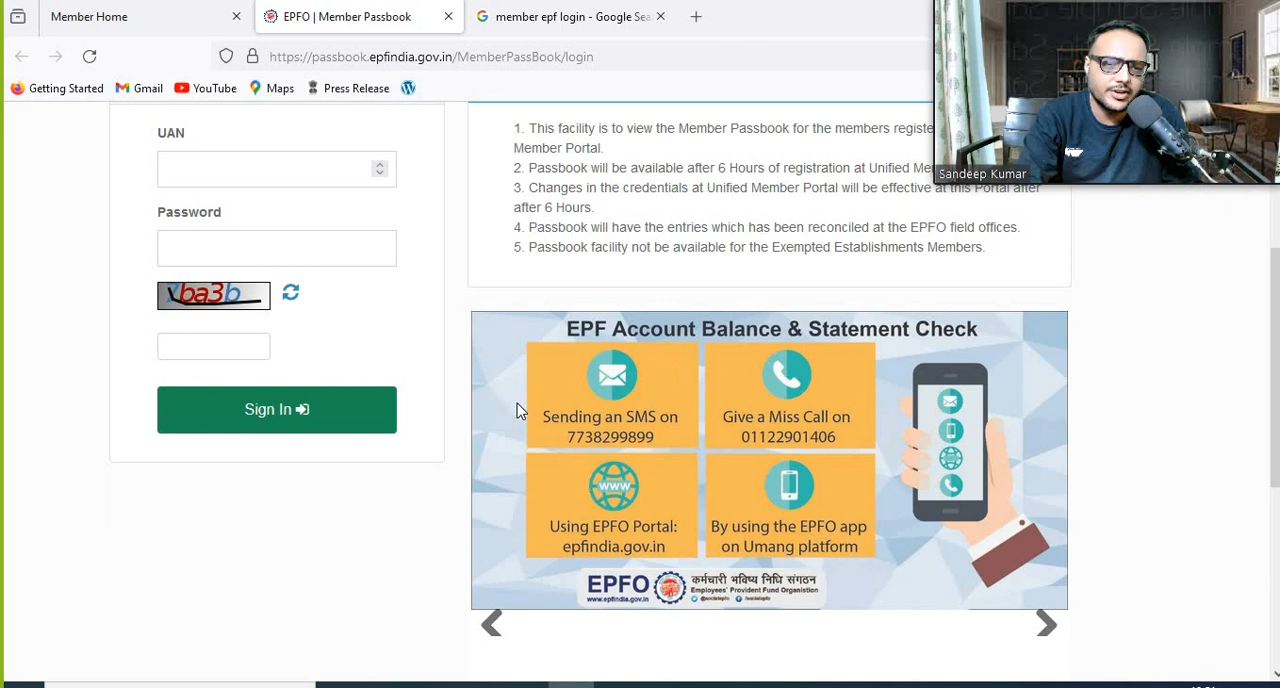 Member Home
EPFO | Member Passbook
member epf login - Google Sea
https://passbook.epfindia.gov.in/MemberPassBook/login
Getting Started
Gmail
YouTube
Maps
Press Release
UAN
Password
ba3b
Sign In
1. This facility is to view the Member Passbook for the members registe
Member Portal.
2. Passbook will be available after 6 Hours of registration at Unified Me
3. Changes in the credentials at Unified Member Portal will be effective at this Portal after
after 6 Hours.
4. Passbook will have the entries which has been reconciled at the EPFO field offices.
5. Passbook facility not be available for the Exempted Establishments Members.
Sandeep Kumar
EPF Account Balance & Statement Check
Sending an SMS on
7738299899
Give a Miss Call on
01122901406
www
Using EPFO Portal:
epfindia.gov.in
By using the EPFO app
on Umang platform
EPFO
www.epfindia.gov.in
कर्मचारी भविष्य निधि संगठन
Employees' Provident Fund Organisation
@socialepfo